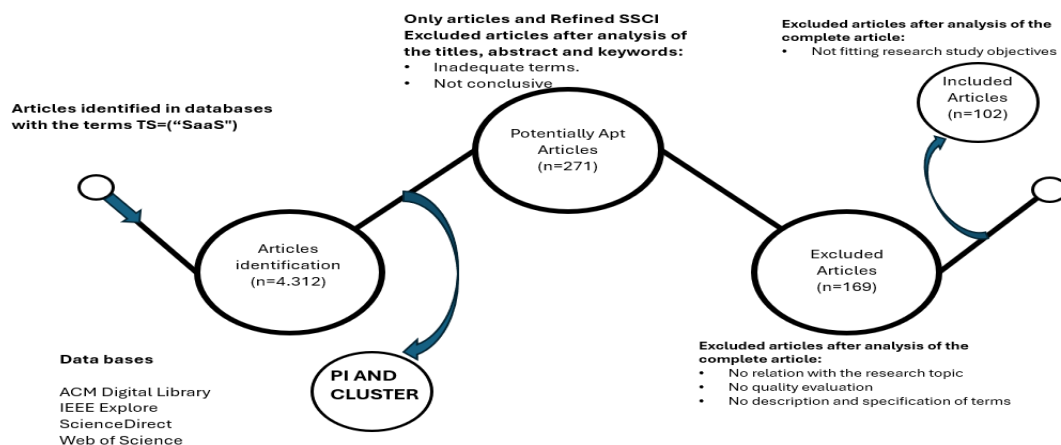 Only articles and Refined SSCI
Excluded articles after analysis of
the titles, abstract and keywords:
• Inadequate terms.
• Not conclusive
Excluded articles after analysis of the
complete article:
• Not fitting research study objectives
Articles identified in databases
with the terms TS=("SaaS")
Potentially Apt
Articles
(n=271)
Included
Articles
(n=102)
Articles
identification
(n=4.312)
Excluded
Articles
(n=169)
Data bases
ACM Digital Library
IEEE Explore
ScienceDirect
Web of Science
PI AND
CLUSTER
Excluded articles after analysis of the
complete article:
• No relation with the research topic
• No quality evaluation
• No description and specification of terms